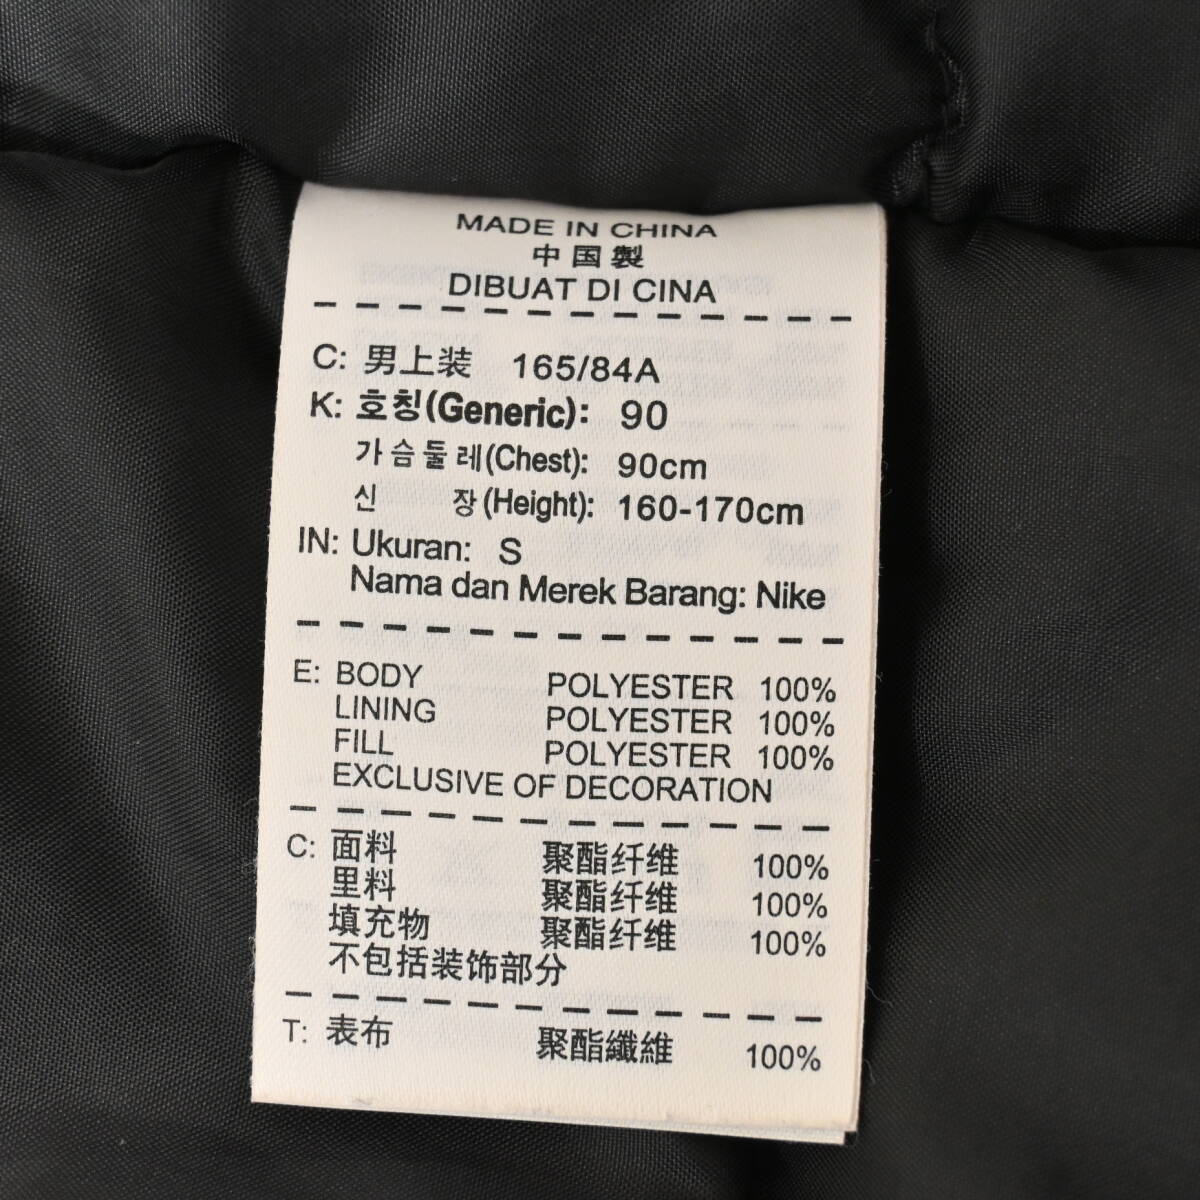 MADE IN CHINA
中国製
DIBUAT DI CINA
C: 男上装 165/84A
K: 호칭(Generic): 90
가슴둘레(Chest): 90cm
신 장(Height): 160-170cm
IN: Ukuran: S
Nama dan Merek Barang: Nike
E: BODY POLYESTER 100%
LINING POLYESTER 100%
FILL POLYESTER 100%
EXCLUSIVE OF DECORATION
C: 面料 聚酯纤维 100%
里料 聚酯纤维 100%
填充物 聚酯纤维 100%
不包括装饰部分
T: 表布 聚酯纖維 100%